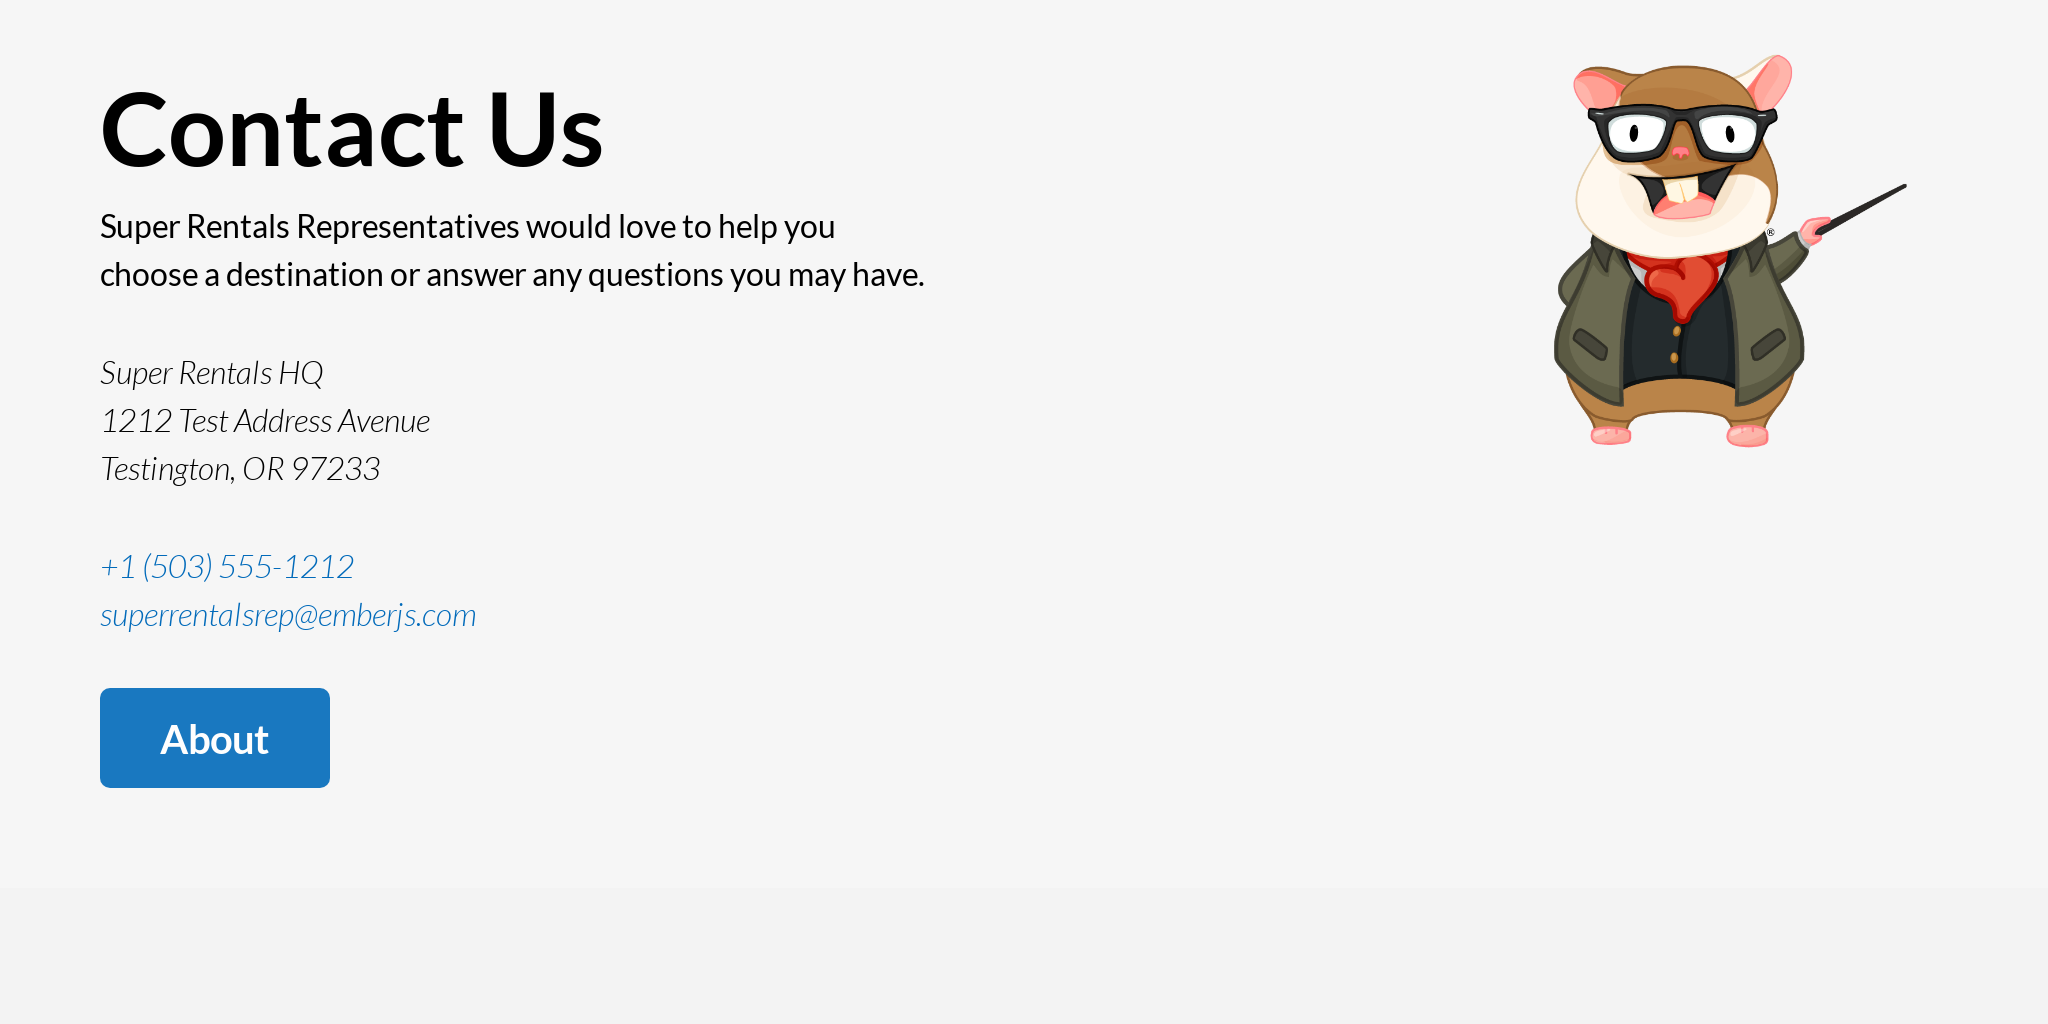 Contact Us
Super Rentals Representatives would love to help you
choose a destination or answer any questions you may have.
Super Rentals HQ
1212 Test Address Avenue
Testington, OR 97233
+1 (503) 555-1212
superrentalsrep@emberjs.com
About
®